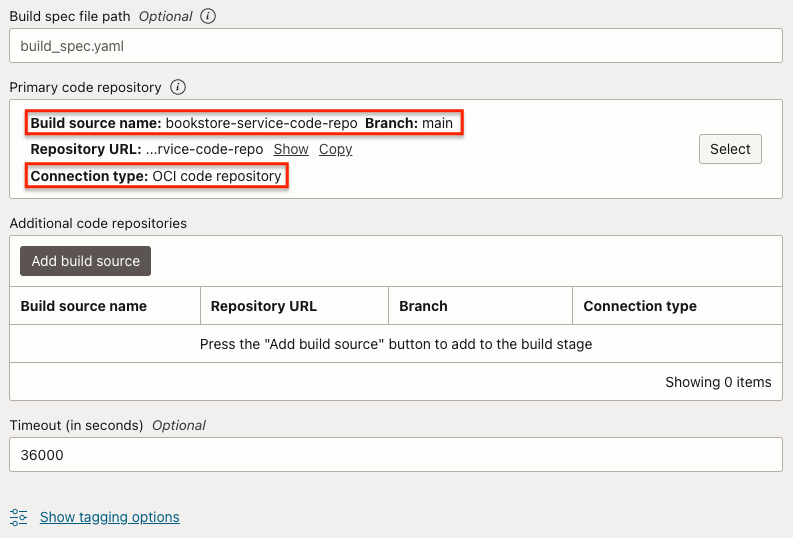 Build spec file path Optional i
build_spec.yaml
Primary code repository i
Build source name: bookstore-service-code-repo Branch: main
Repository URL: ...rvice-code-repo Show Copy
Select
Connection type: OCI code repository
Additional code repositories
Add build source
Build source name Repository URL Branch Connection type
Press the "Add build source" button to add to the build stage
Showing 0 items
Timeout (in seconds) Optional
36000
Show tagging options